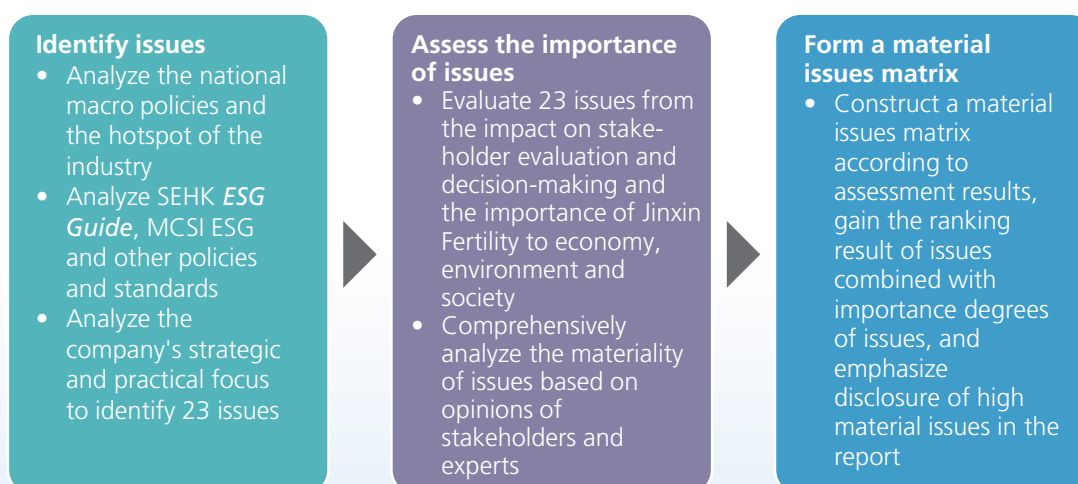 Identify issues
• Analyze the national
macro policies and
the hotspot of the
industry
• Analyze SEHK ESG
Guide, MCSI ESG
and other policies
and standards
• Analyze the
company's strategic
and practical focus
to identify 23 issues
Assess the importance
of issues
• Evaluate 23 issues from
the impact on stake-
holder evaluation and
decision-making and
the importance of Jinxin
Fertility to economy,
environment and
society
• Comprehensively
analyze the materiality
of issues based on
opinions of
stakeholders and
experts
Form a material
issues matrix
• Construct a material
issues matrix
according to
assessment results,
gain the ranking
result of issues
combined with
importance degrees
of issues, and
emphasize
disclosure of high
material issues in the
report